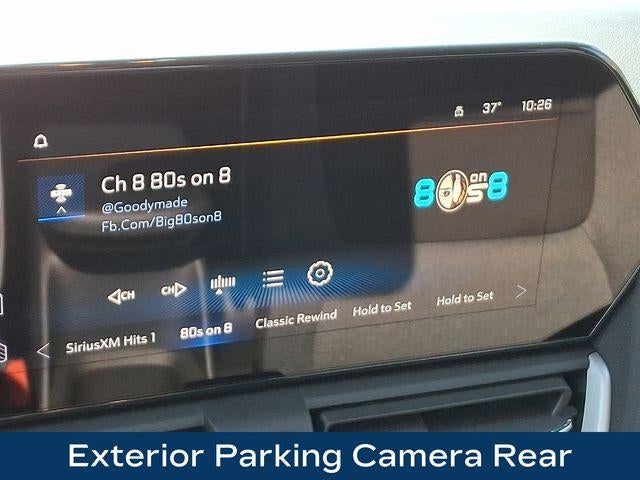 37° 10:26
Ch 8 80s on 8
@Goodymade
Fb.Com/Big80son8
80s on 8
CH CH
SiriusXM Hits 1 80s on 8 Classic Rewind Hold to Set Hold to Set
Exterior Parking Camera Rear